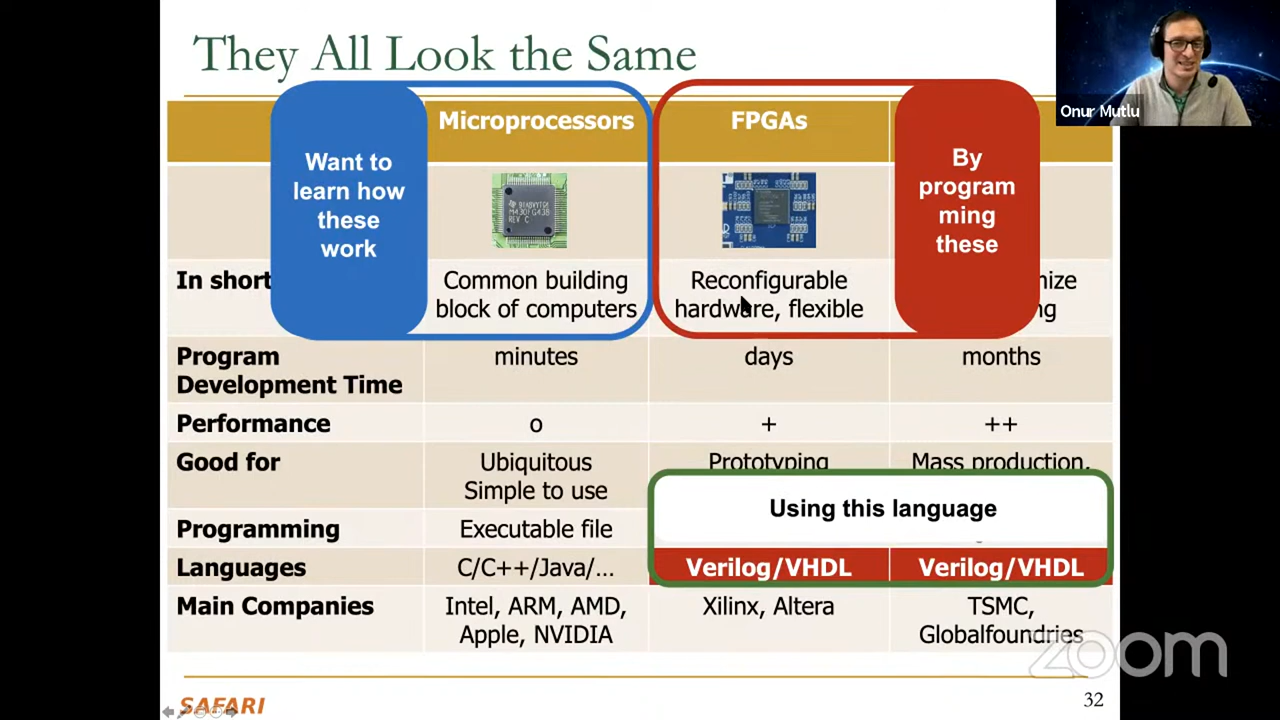 They All Look the Same
Onur Mutlu
Microprocessors
FPGAs
Want to
learn how
these
work
By
program
ming
these
In short
Common building
block of computers
Reconfigurable
hardware, flexible
Program
Development Time
minutes
days
months
Performance
o
+
++
Good for
Ubiquitous
Simple to use
Prototyping
Mass production,
Using this language
Programming
Executable file
Languages
C/C++/Java/...
Verilog/VHDL
Verilog/VHDL
Main Companies
Intel, ARM, AMD,
Apple, NVIDIA
Xilinx, Altera
TSMC,
Globalfoundries
zoom
SAFARI
32